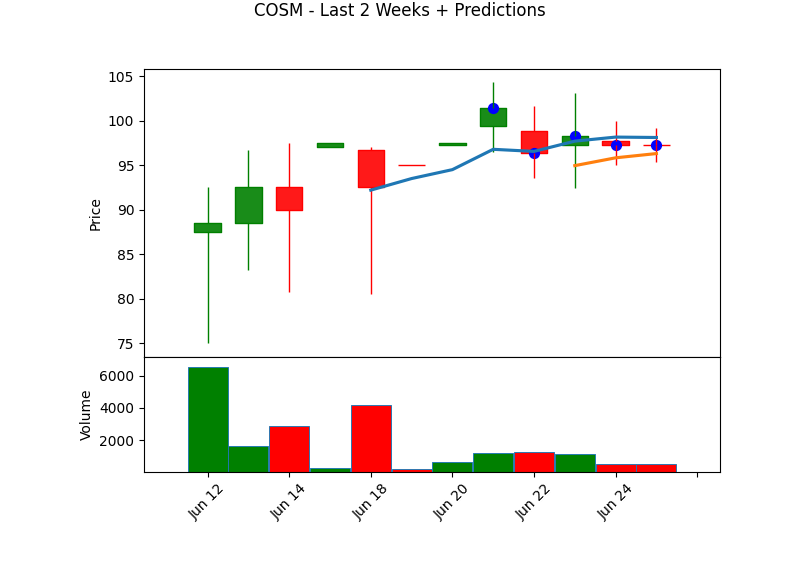 COSM - Last 2 Weeks + Predictions
105
100
95
90
85
80
75
Price
6000
4000
2000
Volume
Jun 12
Jun 14
Jun 18
Jun 20
Jun 22
Jun 24